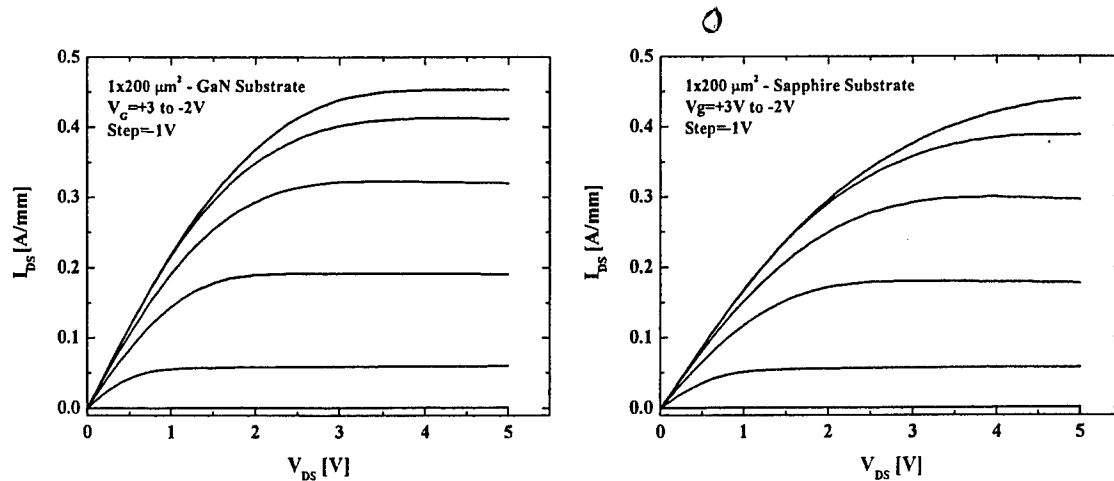 1x200 μm² - GaN Substrate
V_G=+3 to -2V
Step=-1V
I_DS [A/mm]
0.5
0.4
0.3
0.2
0.1
0.0
0 1 2 3 4 5
V_DS [V]
1x200 μm² - Sapphire Substrate
Vg=+3V to -2V
Step=-1V
I_DS [A/mm]
0.5
0.4
0.3
0.2
0.1
0.0
0 1 2 3 4 5
V_DS [V]